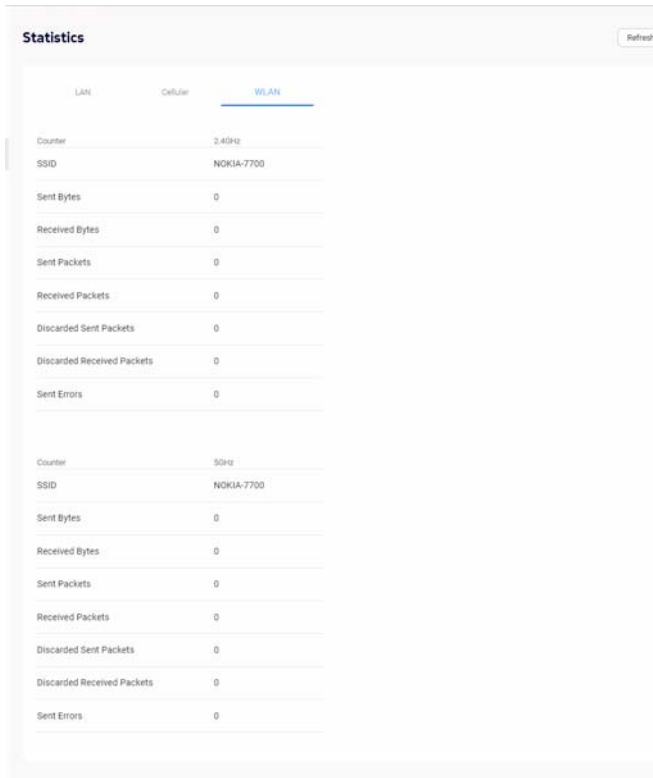 Statistics
Refresh
LAN Cellular WLAN
Counter 2.4GHz
SSID NOKIA-7700
Sent Bytes 0
Received Bytes 0
Sent Packets 0
Received Packets 0
Discarded Sent Packets 0
Discarded Received Packets 0
Sent Errors 0
Counter 5GHz
SSID NOKIA-7700
Sent Bytes 0
Received Bytes 0
Sent Packets 0
Received Packets 0
Discarded Sent Packets 0
Discarded Received Packets 0
Sent Errors 0